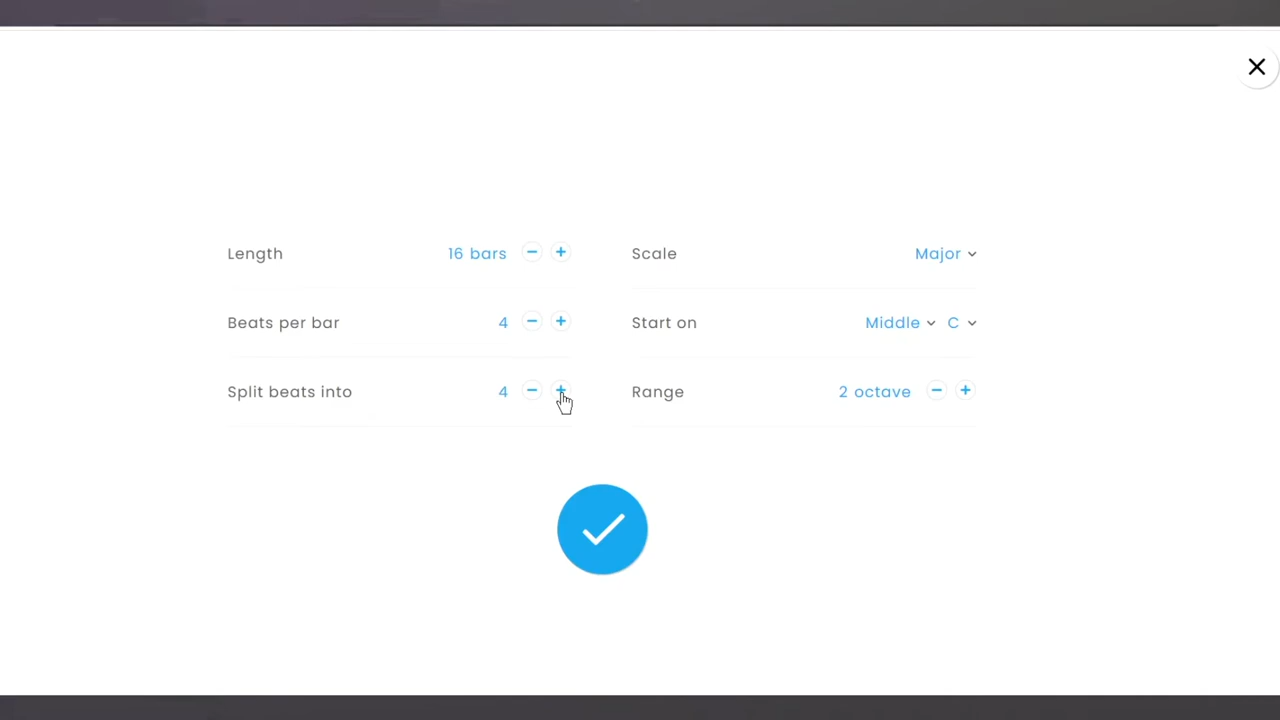 Length 16 bars − +
Beats per bar 4 − +
Split beats into 4 − +
Scale Major
Start on Middle C
Range 2 octave − +